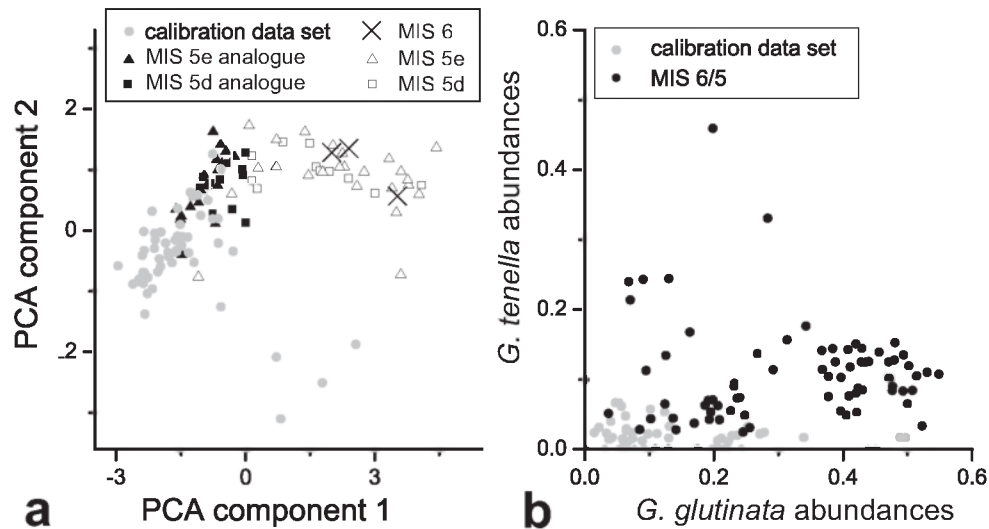 calibration data set
MIS 5e analogue
MIS 5d analogue
MIS 6
MIS 5e
MIS 5d
PCA component 2
2
0
-2
-3
0
3
PCA component 1
a
calibration data set
MIS 6/5
G. tenella abundances
0.6
0.4
0.2
0.0
0.0
0.2
0.4
0.6
G. glutinata abundances
b